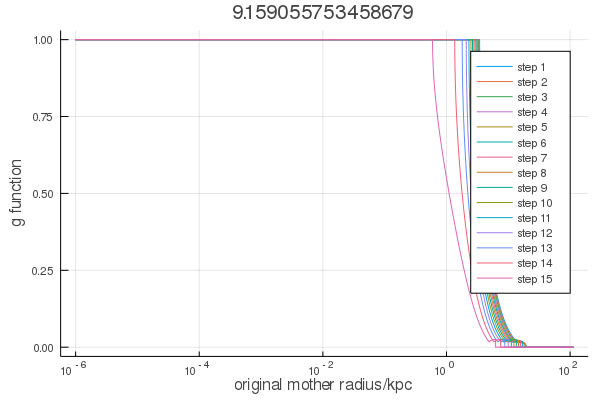 9.159055753458679
1.00
0.75
0.50
0.25
0.00
g function
step 1
step 2
step 3
step 4
step 5
step 6
step 7
step 8
step 9
step 10
step 11
step 12
step 13
step 14
step 15
10⁻⁶ 10⁻⁴ 10⁻² 10⁰ 10²
original mother radius/kpc